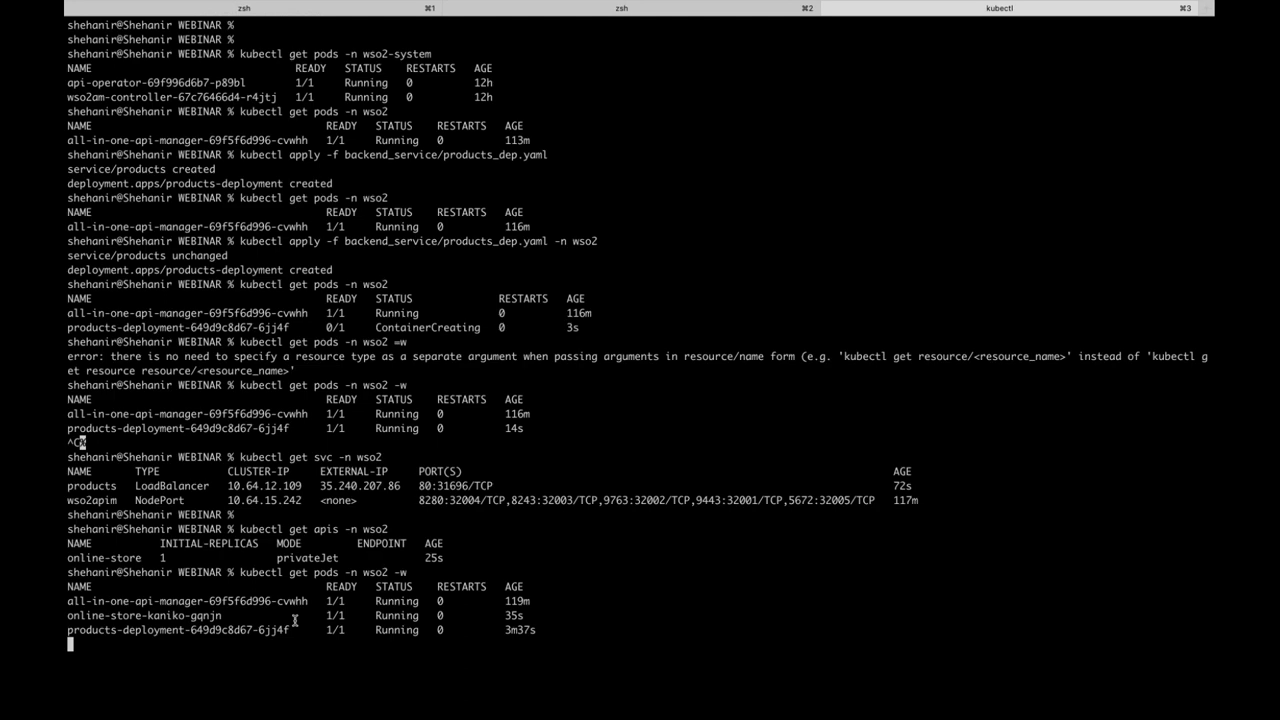 zsh ⌘1 zsh ⌘2 kubectl ⌘3
shehanir@Shehanir WEBINAR %
shehanir@Shehanir WEBINAR %
shehanir@Shehanir WEBINAR % kubectl get pods -n wso2-system
NAME READY STATUS RESTARTS AGE
api-operator-69f996d6b7-p89bl 1/1 Running 0 12h
wso2am-controller-67c76466d4-r4jtj 1/1 Running 0 12h
shehanir@Shehanir WEBINAR % kubectl get pods -n wso2
NAME READY STATUS RESTARTS AGE
all-in-one-api-manager-69f5f6d996-cvwhh 1/1 Running 0 113m
shehanir@Shehanir WEBINAR % kubectl apply -f backend_service/products_dep.yaml
service/products created
deployment.apps/products-deployment created
shehanir@Shehanir WEBINAR % kubectl get pods -n wso2
NAME READY STATUS RESTARTS AGE
all-in-one-api-manager-69f5f6d996-cvwhh 1/1 Running 0 116m
shehanir@Shehanir WEBINAR % kubectl apply -f backend_service/products_dep.yaml -n wso2
service/products unchanged
deployment.apps/products-deployment created
shehanir@Shehanir WEBINAR % kubectl get pods -n wso2
NAME READY STATUS RESTARTS AGE
all-in-one-api-manager-69f5f6d996-cvwhh 1/1 Running 0 116m
products-deployment-649d9c8d67-6jj4f 0/1 ContainerCreating 0 3s
shehanir@Shehanir WEBINAR % kubectl get pods -n wso2 =w
error: there is no need to specify a resource type as a separate argument when passing arguments in resource/name form (e.g. 'kubectl get resource/<resource_name>' instead of 'kubectl g
et resource resource/<resource_name>'
shehanir@Shehanir WEBINAR % kubectl get pods -n wso2 -w
NAME READY STATUS RESTARTS AGE
all-in-one-api-manager-69f5f6d996-cvwhh 1/1 Running 0 116m
products-deployment-649d9c8d67-6jj4f 1/1 Running 0 14s
^C%
shehanir@Shehanir WEBINAR % kubectl get svc -n wso2
NAME TYPE CLUSTER-IP EXTERNAL-IP PORT(S) AGE
products LoadBalancer 10.64.12.109 35.240.207.86 80:31696/TCP 72s
wso2apim NodePort 10.64.15.242 <none> 8280:32004/TCP,8243:32003/TCP,9763:32002/TCP,9443:32001/TCP,5672:32005/TCP 117m
shehanir@Shehanir WEBINAR %
shehanir@Shehanir WEBINAR % kubectl get apis -n wso2
NAME INITIAL-REPLICAS MODE ENDPOINT AGE
online-store 1 privateJet 25s
shehanir@Shehanir WEBINAR % kubectl get pods -n wso2 -w
NAME READY STATUS RESTARTS AGE
all-in-one-api-manager-69f5f6d996-cvwhh 1/1 Running 0 119m
online-store-kaniko-gqnjn 1/1 Running 0 35s
products-deployment-649d9c8d67-6jj4f 1/1 Running 0 3m37s